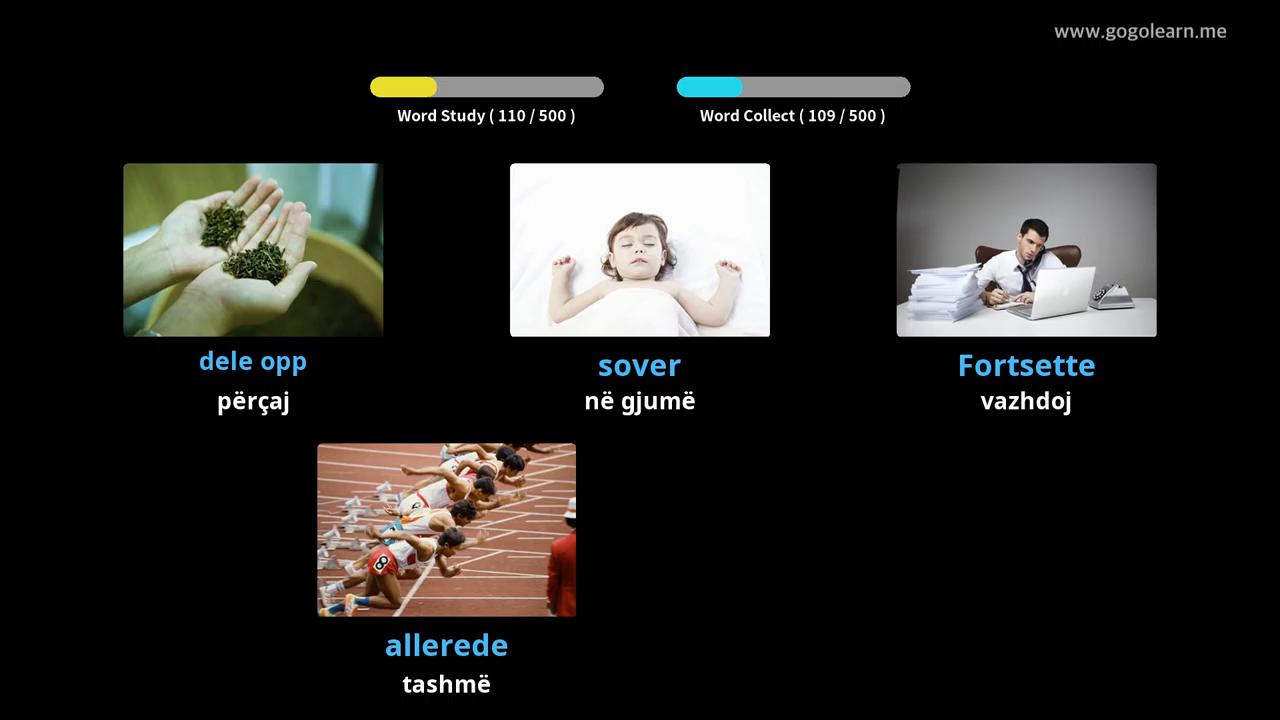 www.gogolearn.me
Word Study ( 110 / 500 )
Word Collect ( 109 / 500 )
dele opp
përçaj
sover
në gjumë
Fortsette
vazhdoj
8
allerede
tashmë